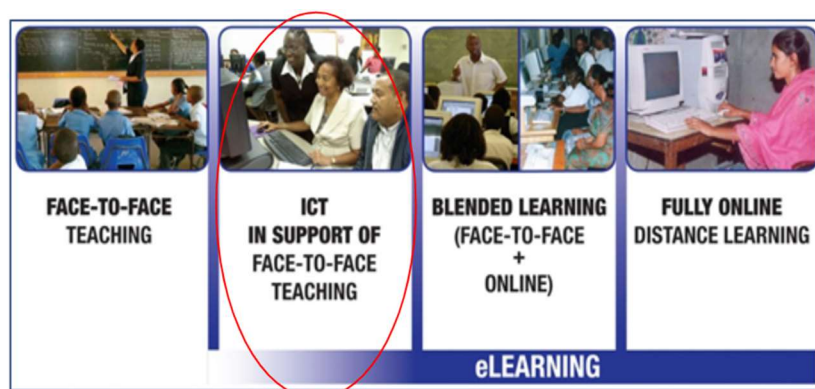 FACE-TO-FACE
TEACHING
ICT
IN SUPPORT OF
FACE-TO-FACE
TEACHING
BLENDED LEARNING
(FACE-TO-FACE
+
ONLINE)
FULLY ONLINE
DISTANCE LEARNING
eLEARNING